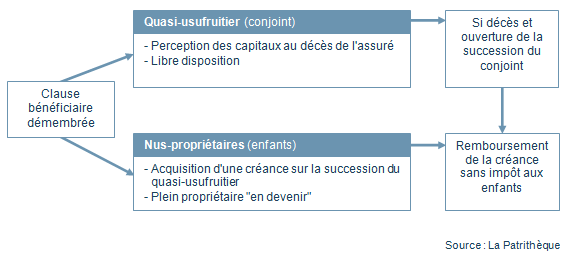 Clause
bénéficiaire
démembrée
Quasi-usufruitier (conjoint)
- Perception des capitaux au décès de l'assuré
- Libre disposition
Si décès et
ouverture de la
succession du
conjoint
Nus-propriétaires (enfants)
- Acquisition d'une créance sur la succession du
quasi-usufruitier
- Plein propriétaire "en devenir"
Remboursement
de la créance
sans impôt aux
enfants
Source : La Patrithèque